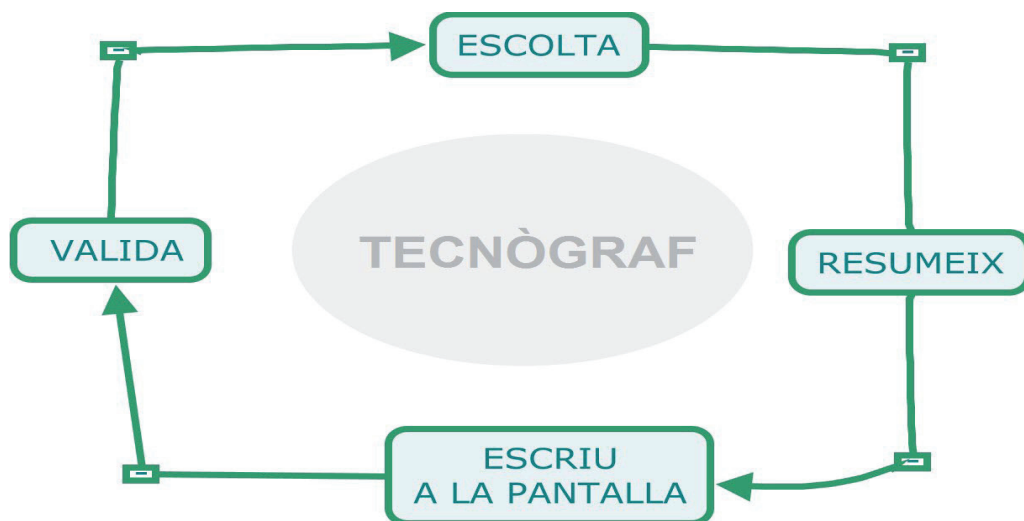 ESCOLTA
TECNÒGRAF
VALIDA
RESUMEIX
ESCRIU
A LA PANTALLA